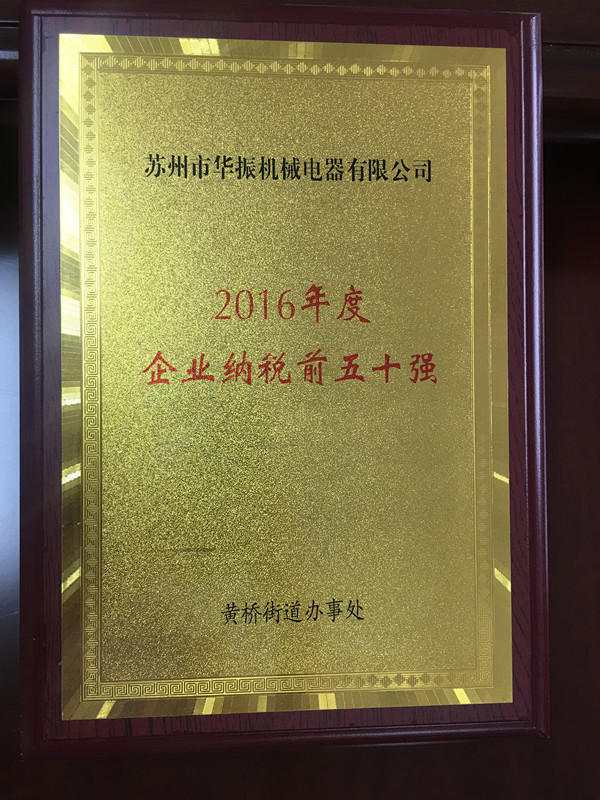 苏州市华振机械电器有限公司
2016年度
企业纳税前五十强
黄桥街道办事处